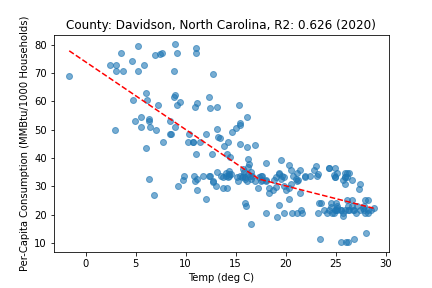 County: Davidson, North Carolina, R2: 0.626 (2020)
Per-Capita Consumption (MMBtu/1000 Households)
80
70
60
50
40
30
20
10
0 5 10 15 20 25 30
Temp (deg C)